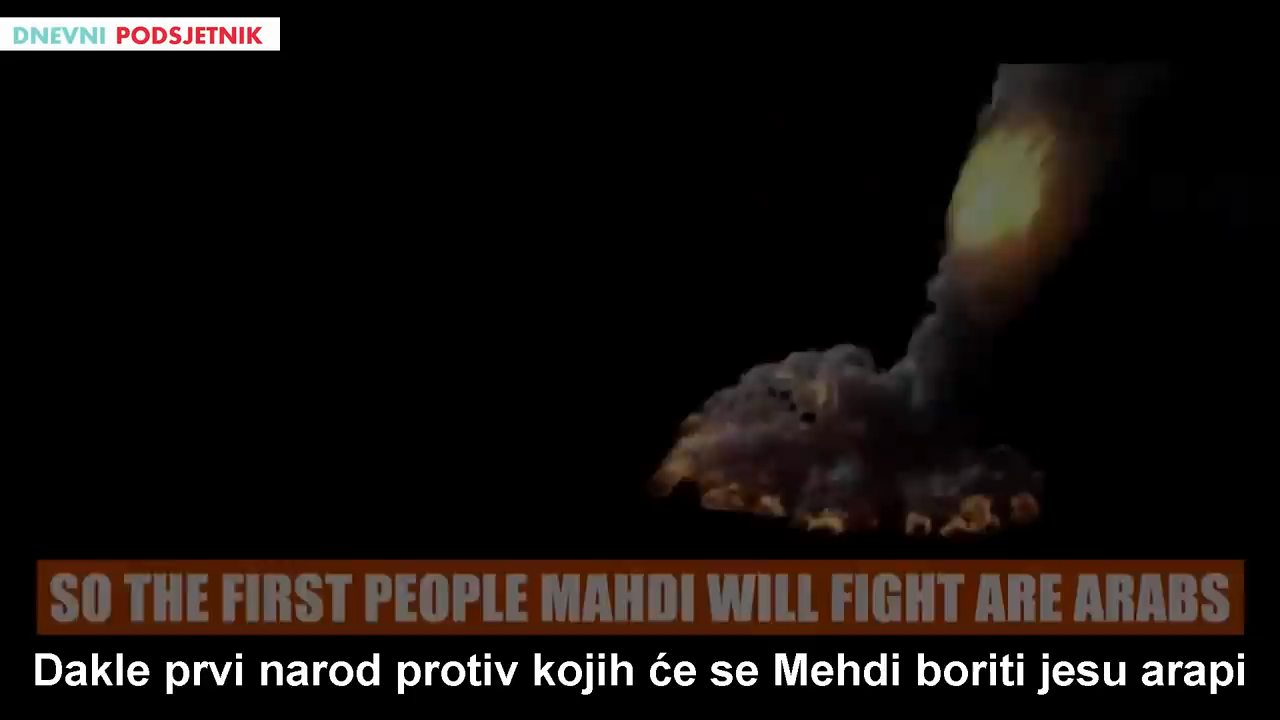 DNEVNI PODSJETNIK
SO THE FIRST PEOPLE MAHDI WILL FIGHT ARE ARABS
Dakle prvi narod protiv kojih će se Mehdi boriti jesu arapi